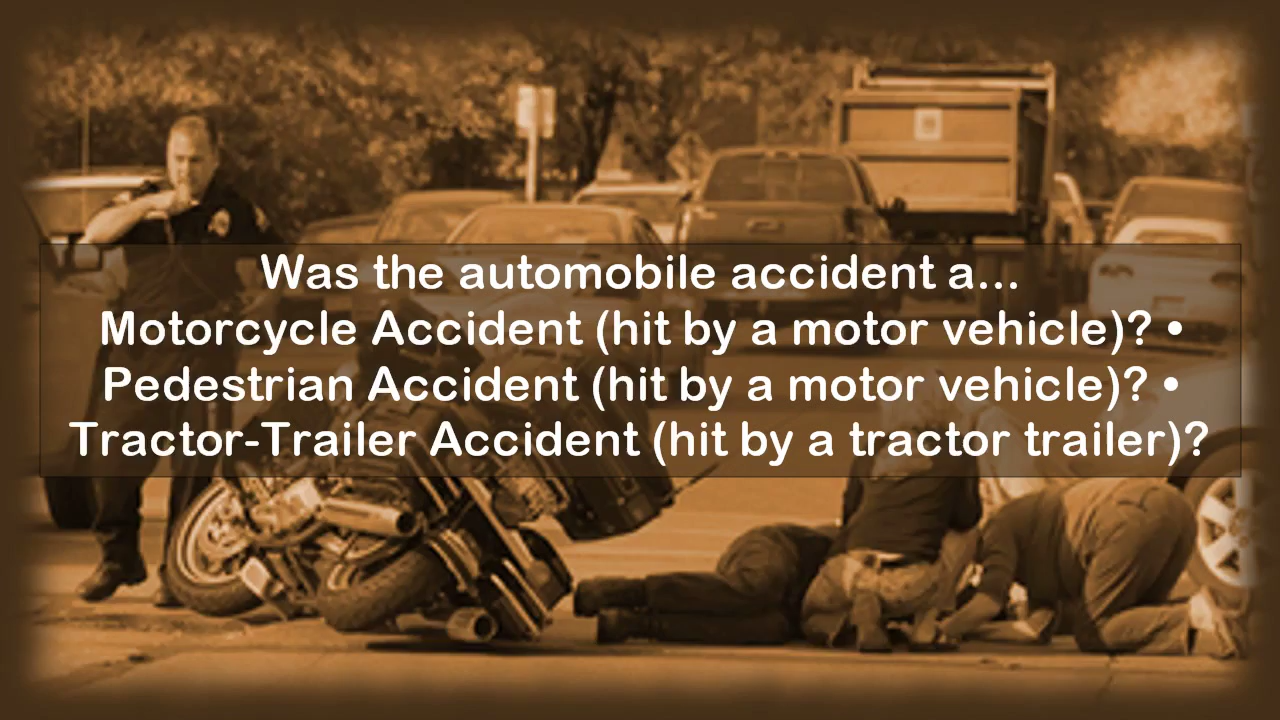 Was the automobile accident a...
Motorcycle Accident (hit by a motor vehicle)? •
Pedestrian Accident (hit by a motor vehicle)? •
Tractor-Trailer Accident (hit by a tractor trailer)?